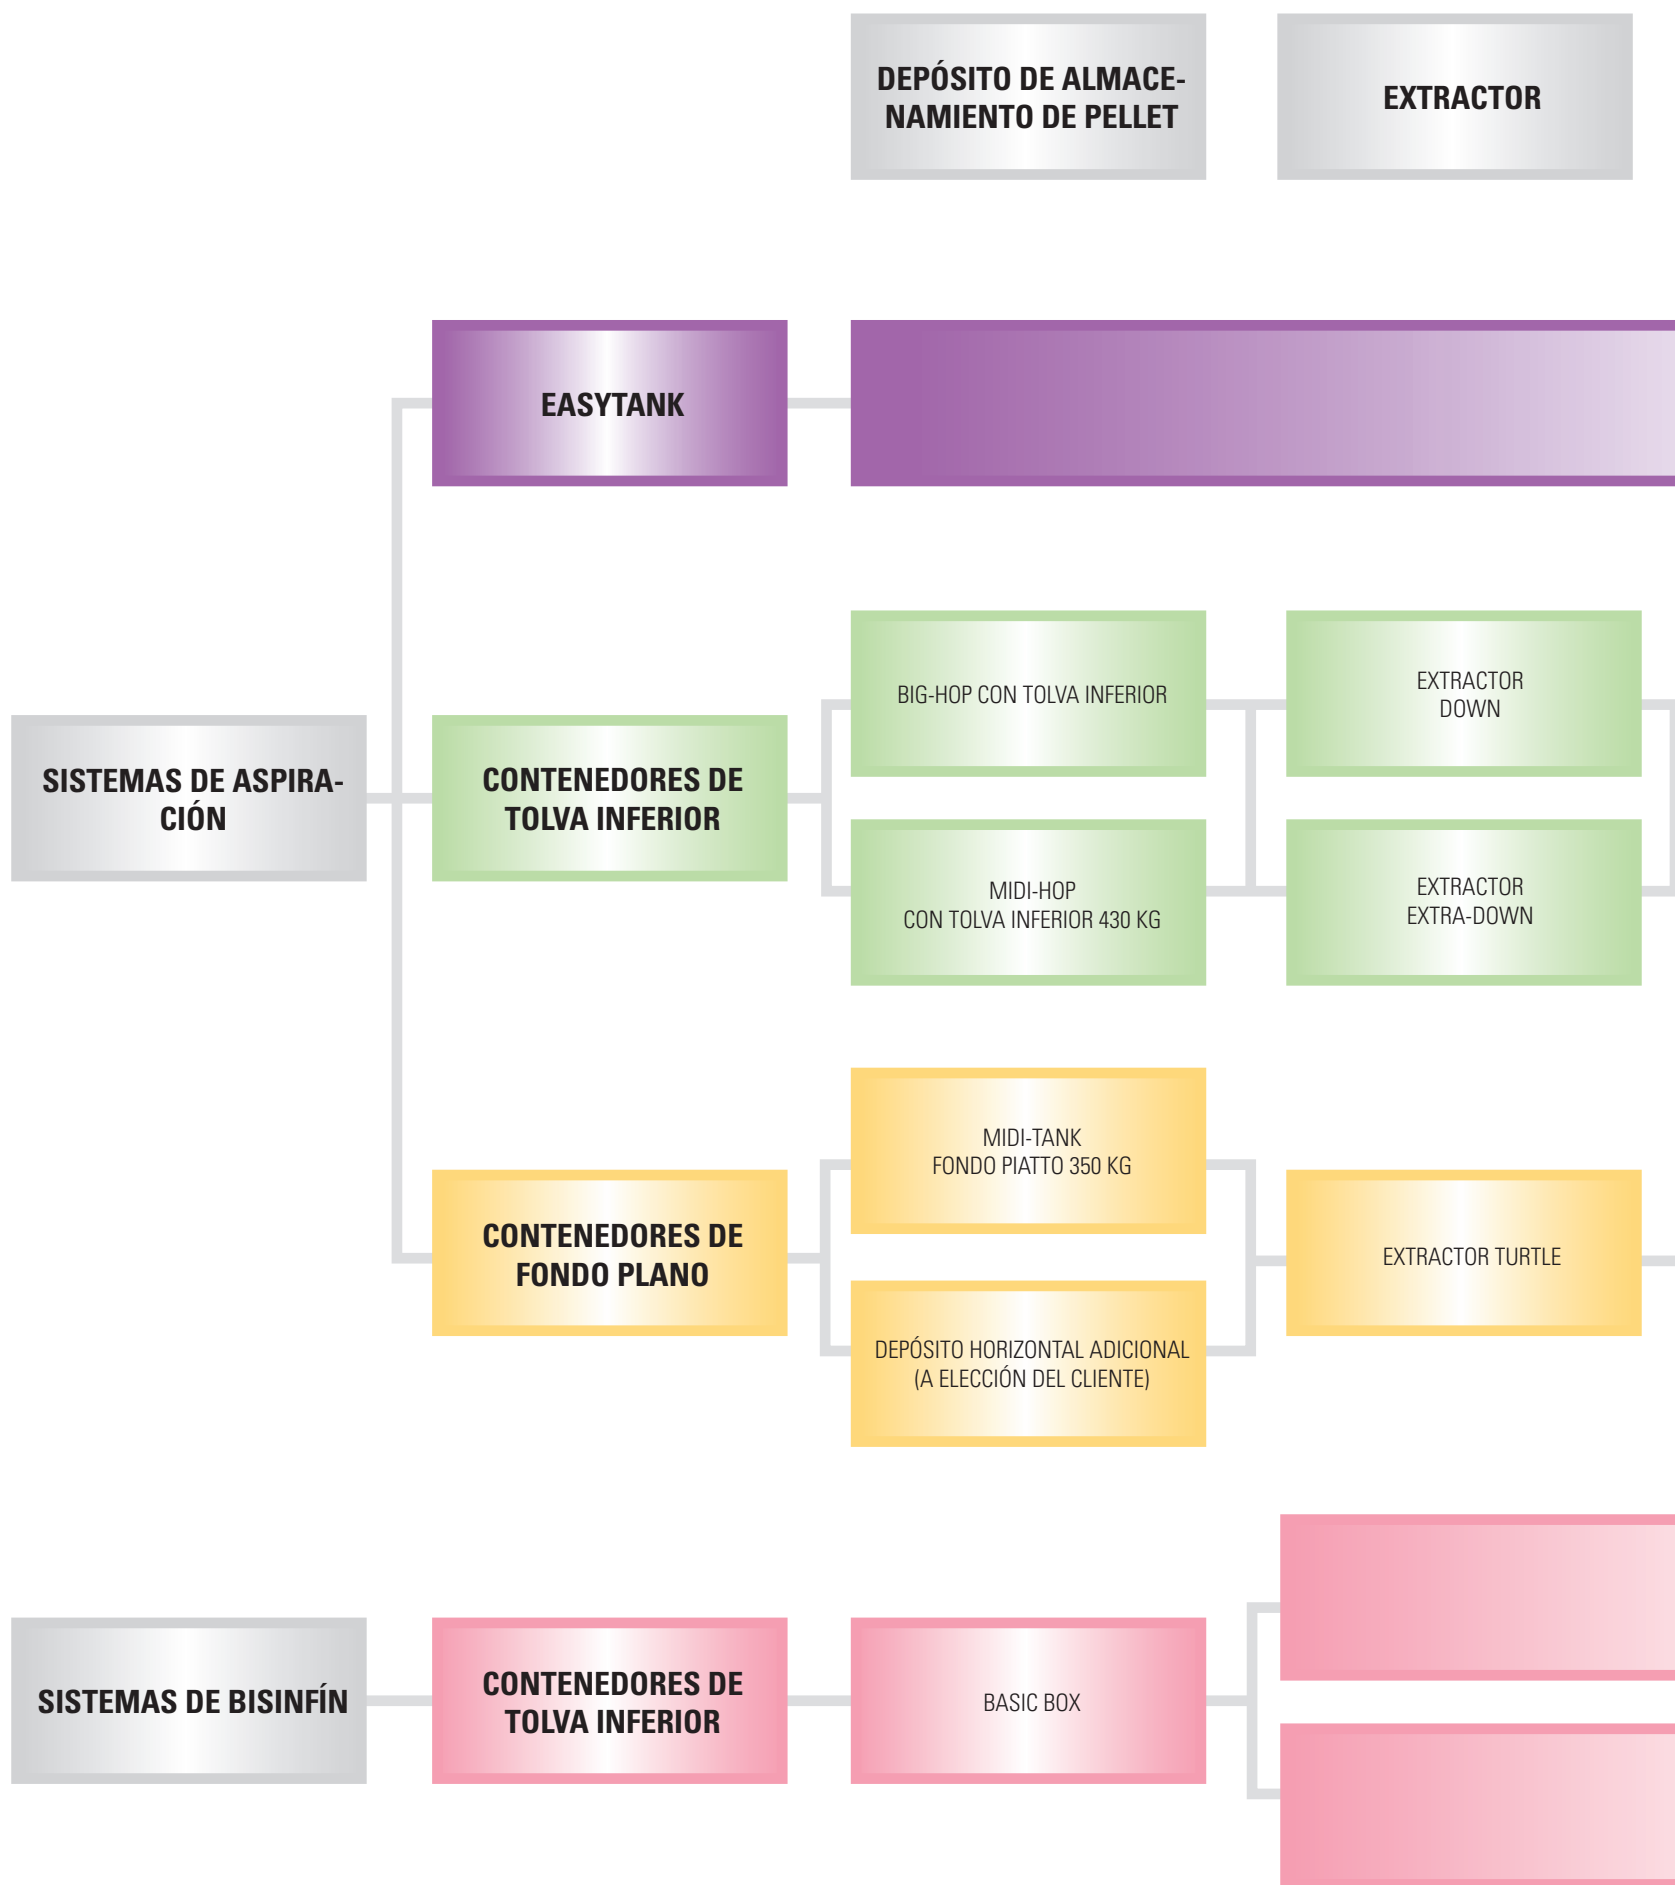 DEPÓSITO DE ALMACE-
NAMIENTO DE PELLET
EXTRACTOR
EASYTANK
BIG-HOP CON TOLVA INFERIOR
EXTRACTOR
DOWN
SISTEMAS DE ASPIRA-
CIÓN
CONTENEDORES DE
TOLVA INFERIOR
MIDI-HOP
CON TOLVA INFERIOR 430 KG
EXTRACTOR
EXTRA-DOWN
MIDI-TANK
FONDO PIATTO 350 KG
CONTENEDORES DE
FONDO PLANO
EXTRACTOR TURTLE
DEPÓSITO HORIZONTAL ADICIONAL
(A ELECCIÓN DEL CLIENTE)
SISTEMAS DE BISINFÍN
CONTENEDORES DE
TOLVA INFERIOR
BASIC BOX